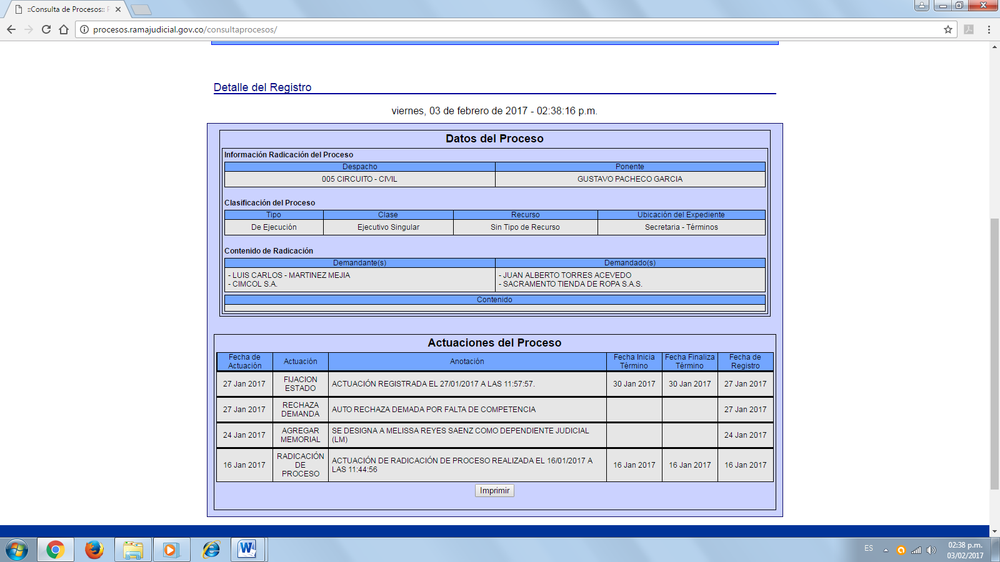 ::Consulta de Procesos::
procesos.ramajudicial.gov.co/consultaprocesos/
Detalle del Registro
viernes, 03 de febrero de 2017 - 02:38:16 p.m.
Datos del Proceso
Información Radicación del Proceso
Despacho Ponente
005 CIRCUITO - CIVIL GUSTAVO PACHECO GARCIA
Clasificación del Proceso
Tipo Clase Recurso Ubicación del Expediente
De Ejecución Ejecutivo Singular Sin Tipo de Recurso Secretaria - Términos
Contenido de Radicación
Demandante(s) Demandado(s)
- LUIS CARLOS - MARTINEZ MEJIA - JUAN ALBERTO TORRES ACEVEDO
- CIMCOL S.A. - SACRAMENTO TIENDA DE ROPA S.A.S.
Contenido
Actuaciones del Proceso
Fecha de Actuación Actuación Anotación Fecha Inicia Término Fecha Finaliza Término Fecha de Registro
27 Jan 2017 FIJACION ESTADO ACTUACIÓN REGISTRADA EL 27/01/2017 A LAS 11:57:57. 30 Jan 2017 30 Jan 2017 27 Jan 2017
27 Jan 2017 RECHAZA DEMANDA AUTO RECHAZA DEMADA POR FALTA DE COMPETENCIA 27 Jan 2017
24 Jan 2017 AGREGAR MEMORIAL SE DESIGNA A MELISSA REYES SAENZ COMO DEPENDIENTE JUDICIAL (LM) 24 Jan 2017
16 Jan 2017 RADICACIÓN DE PROCESO ACTUACIÓN DE RADICACIÓN DE PROCESO REALIZADA EL 16/01/2017 A LAS 11:44:56 16 Jan 2017 16 Jan 2017 16 Jan 2017
Imprimir
ES
02:38 p.m.
03/02/2017